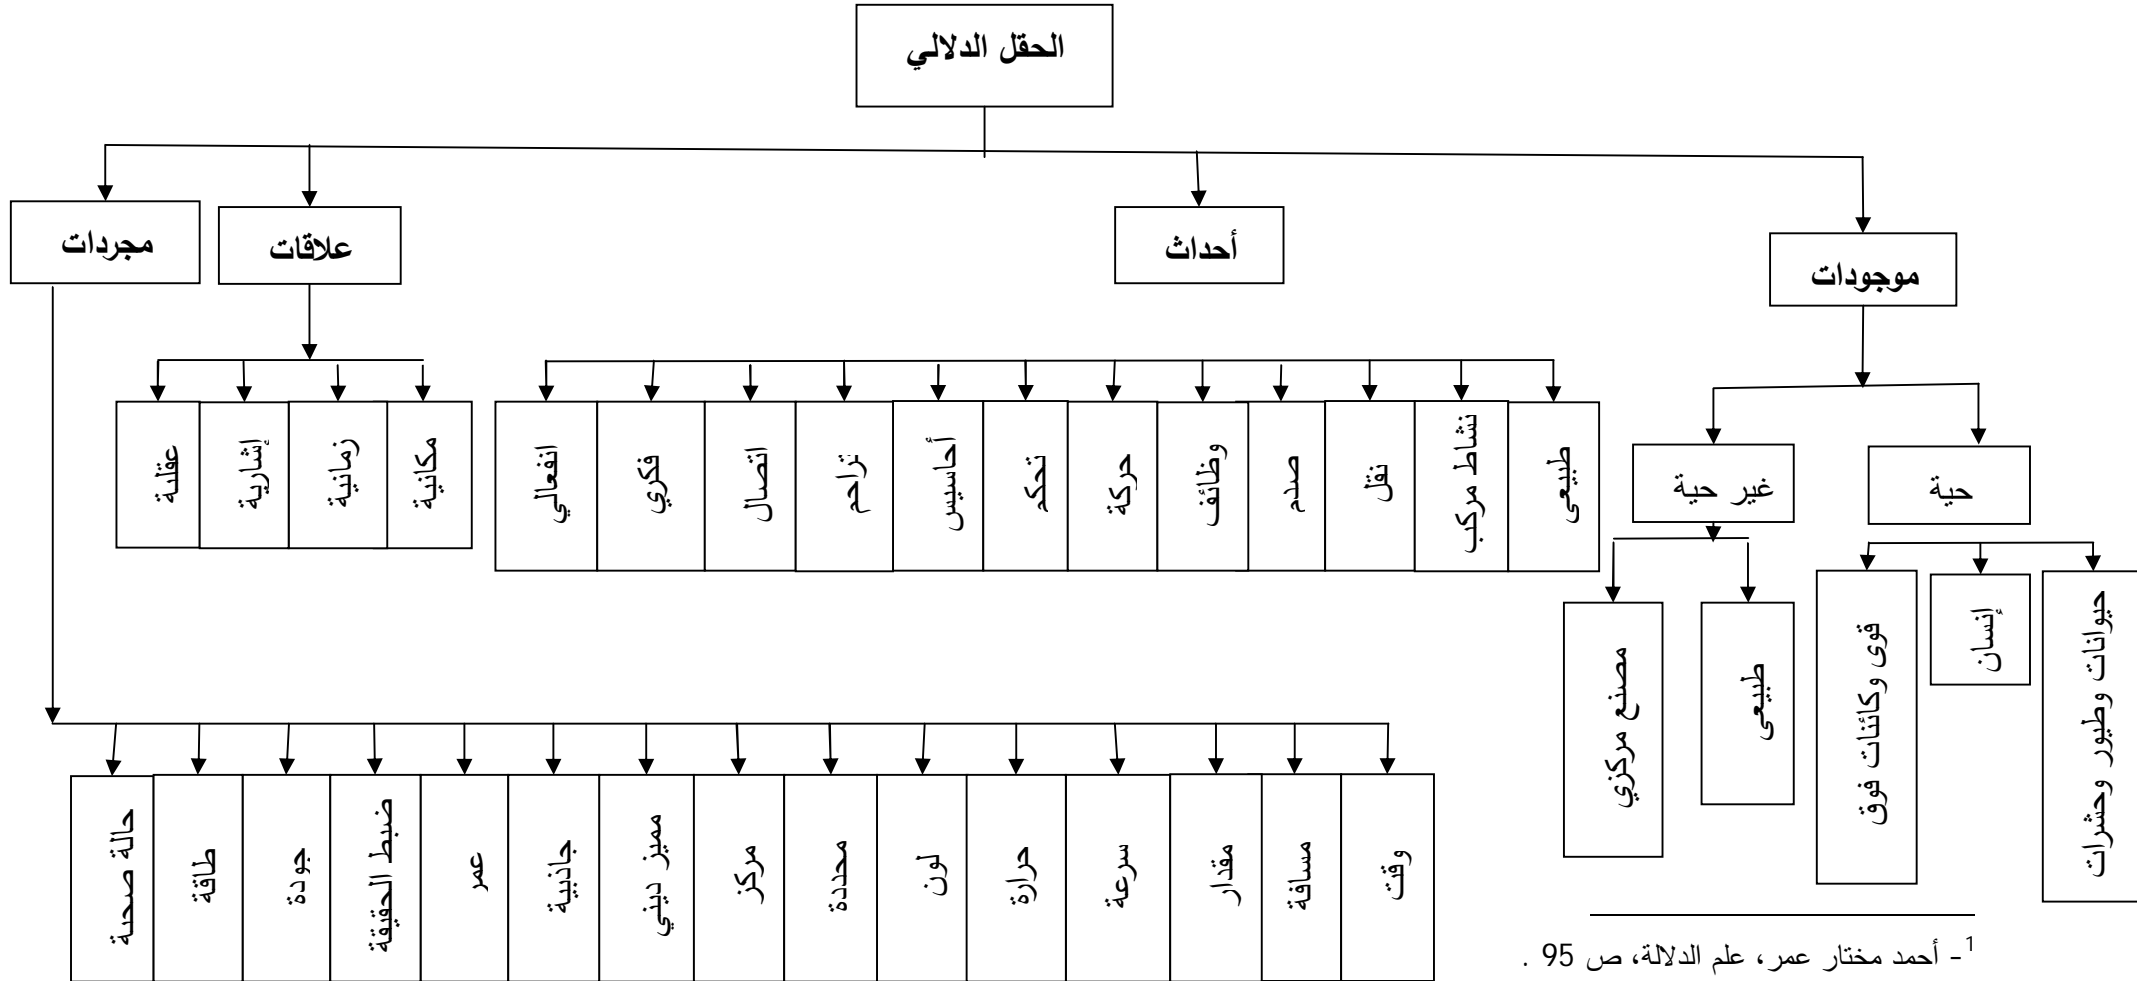 الحقل الدلالي
موجودات
أحداث
علاقات
مجردات
حية
غير حية
حيوانات وطيور وحشرات
إنسان
قوى وكائنات فوق
طبيعى
مصنع مركزي
طبيعى
نشاط مركب
نقل
صدم
وظائف
حركة
تحكم
أحاسيس
تراحم
اتصال
فكري
انفعالي
مكانية
زمانية
إشارية
عقلية
وقت
مسافة
مقدار
سرعة
حرارة
لون
محددة
مركز
مميز ديني
جاذبية
عمر
ضبط الحقيقة
جودة
طاقة
حالة صحية
1- أحمد مختار عمر، علم الدلالة، ص 95 .